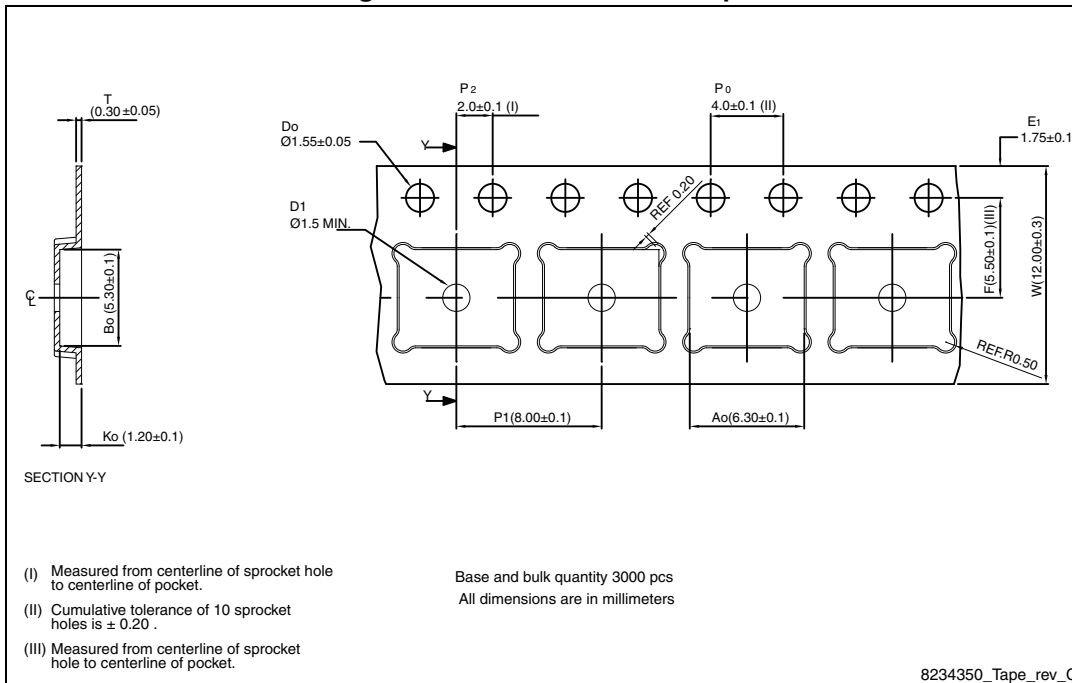 T
(0.30±0.05)
P2
2.0±0.1 (I)
P0
4.0±0.1 (II)
E1
1.75±0.1
Do
Ø1.55±0.05
Y
D1
Ø1.5 MIN.
REF 0.20
F(5.50±0.1)(III)
W(12.00±0.3)
Bo (5.30±0.1)
C
L
REF.R0.50
Y
P1(8.00±0.1)
Ao(6.30±0.1)
Ko (1.20±0.1)
SECTION Y-Y
(I) Measured from centerline of sprocket hole
to centerline of pocket.
(II) Cumulative tolerance of 10 sprocket
holes is ± 0.20 .
(III) Measured from centerline of sprocket
hole to centerline of pocket.
Base and bulk quantity 3000 pcs
All dimensions are in millimeters